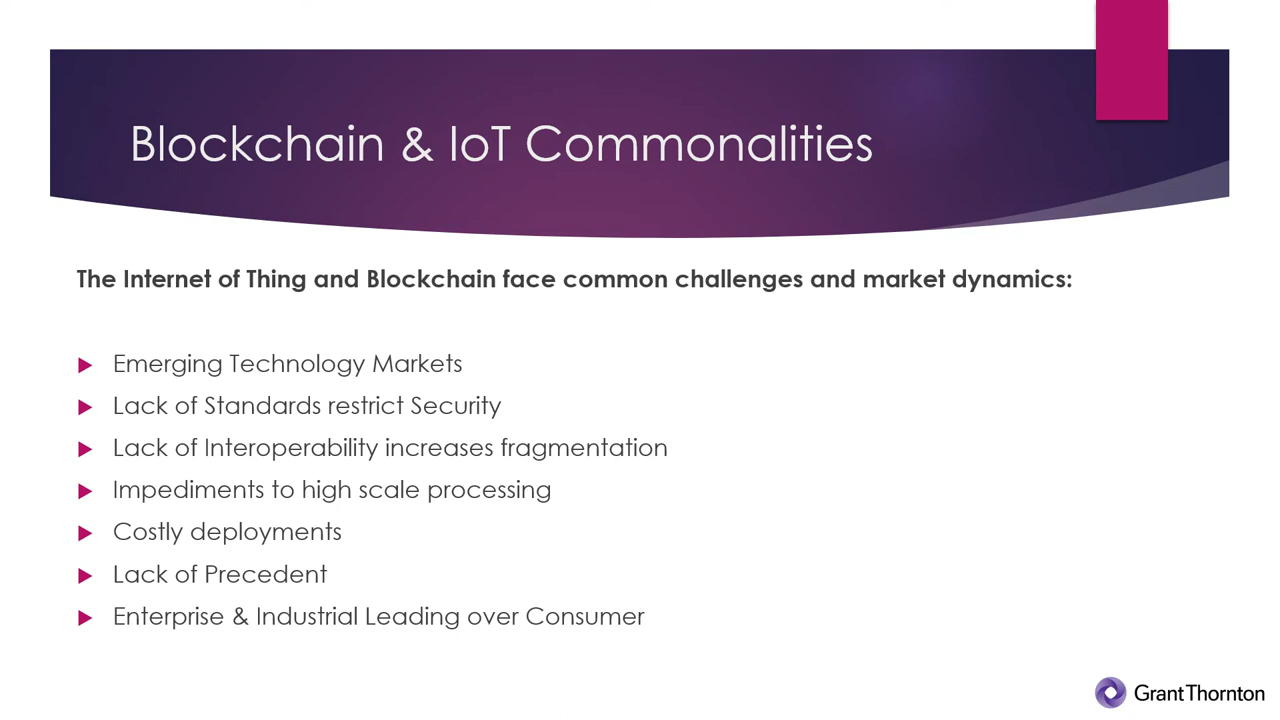 Blockchain & IoT Commonalities
The Internet of Thing and Blockchain face common challenges and market dynamics:
Emerging Technology Markets
Lack of Standards restrict Security
Lack of Interoperability increases fragmentation
Impediments to high scale processing
Costly deployments
Lack of Precedent
Enterprise & Industrial Leading over Consumer
GrantThornton